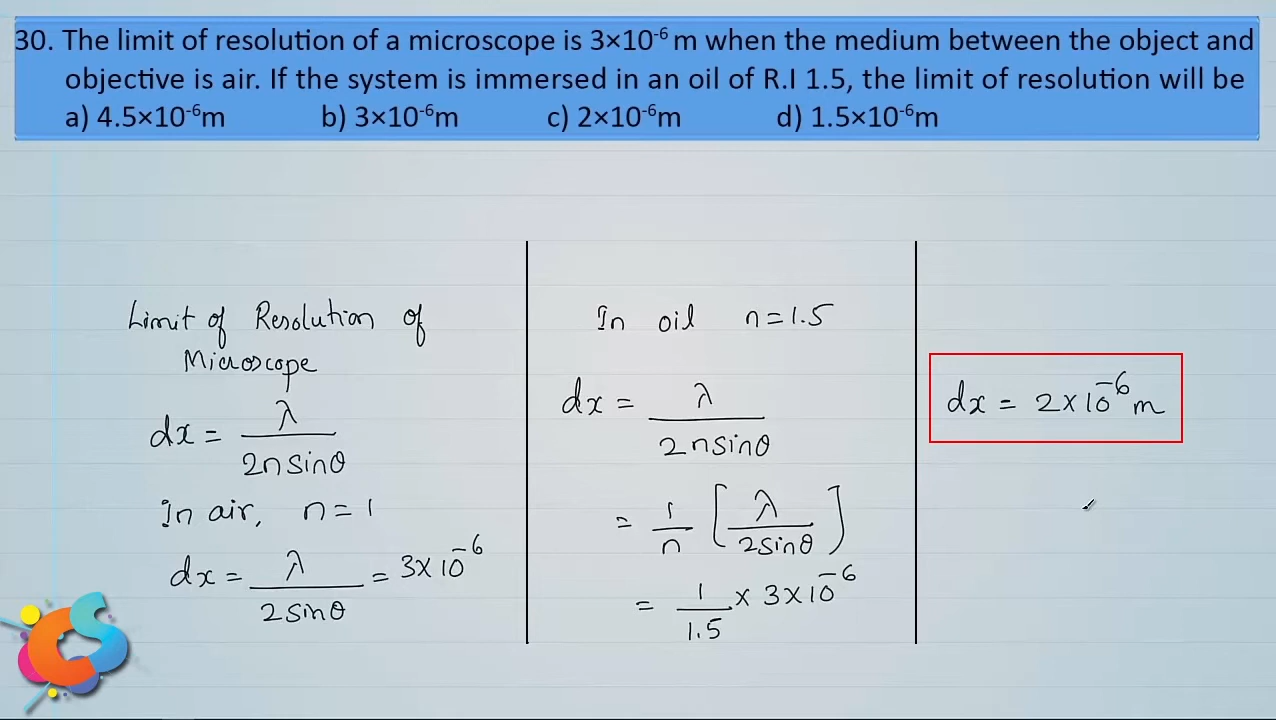 30. The limit of resolution of a microscope is 3×10⁻⁶ m when the medium between the object and
objective is air. If the system is immersed in an oil of R.I 1.5, the limit of resolution will be
a) 4.5×10⁻⁶m b) 3×10⁻⁶m c) 2×10⁻⁶m d) 1.5×10⁻⁶m
Limit of Resolution of
Microscope
dx = λ / 2n sinθ
In air, n = 1
dx = λ / 2 sinθ = 3×10⁻⁶
In oil n = 1.5
dx = λ / 2n sinθ
= 1/n [λ / 2 sinθ]
= 1/1.5 × 3×10⁻⁶
dx = 2×10⁻⁶ m
CS